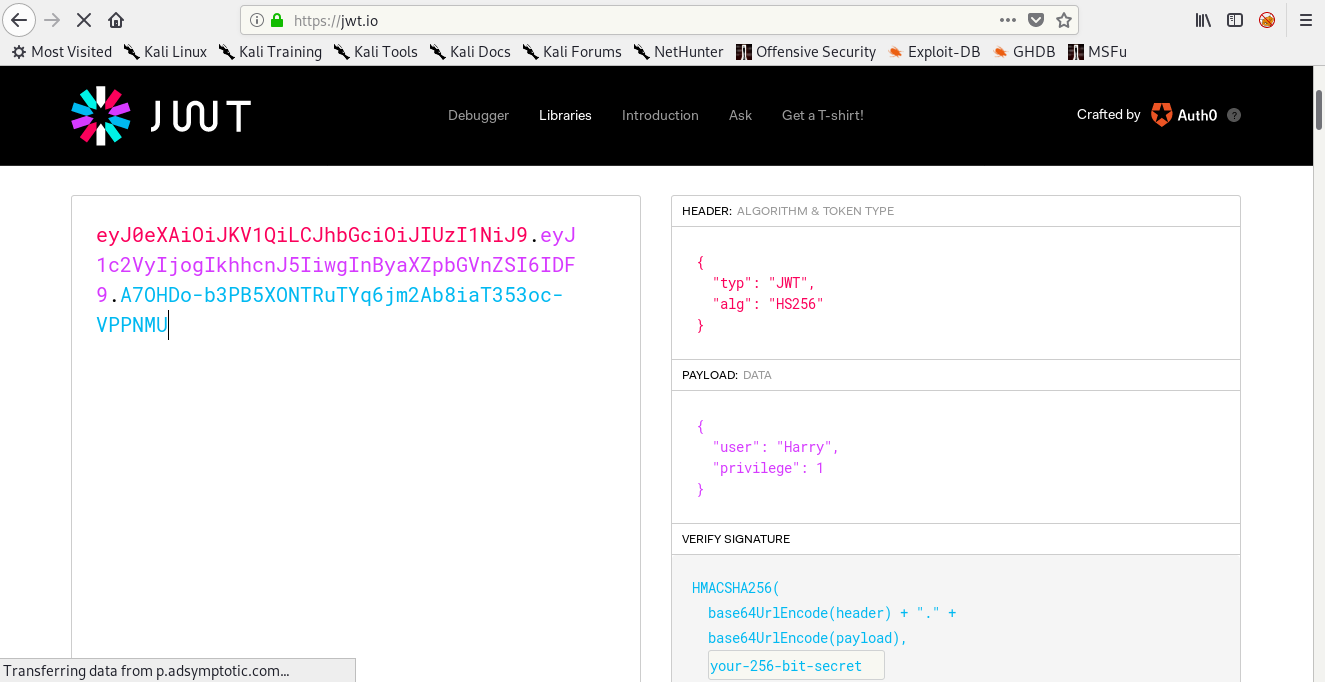 https://jwt.io
Most Visited Kali Linux Kali Training Kali Tools Kali Docs Kali Forums NetHunter Offensive Security Exploit-DB GHDB MSFu
JWT Debugger Libraries Introduction Ask Get a T-shirt! Crafted by Auth0 ?
eyJ0eXAiOiJKV1QiLCJhbGciOiJIUzI1NiJ9.eyJ
1c2VyIjogIkhhcnJ5IiwgInByaXZpbGVnZSI6IDF
9.A7OHDo-b3PB5XONTRuTYq6jm2Ab8iaT353oc-
VPPNMU
HEADER: ALGORITHM & TOKEN TYPE
{
"typ": "JWT",
"alg": "HS256"
}
PAYLOAD: DATA
{
"user": "Harry",
"privilege": 1
}
VERIFY SIGNATURE
HMACSHA256(
base64UrlEncode(header) + "." +
base64UrlEncode(payload),
your-256-bit-secret
Transferring data from p.adsymptotic.com...